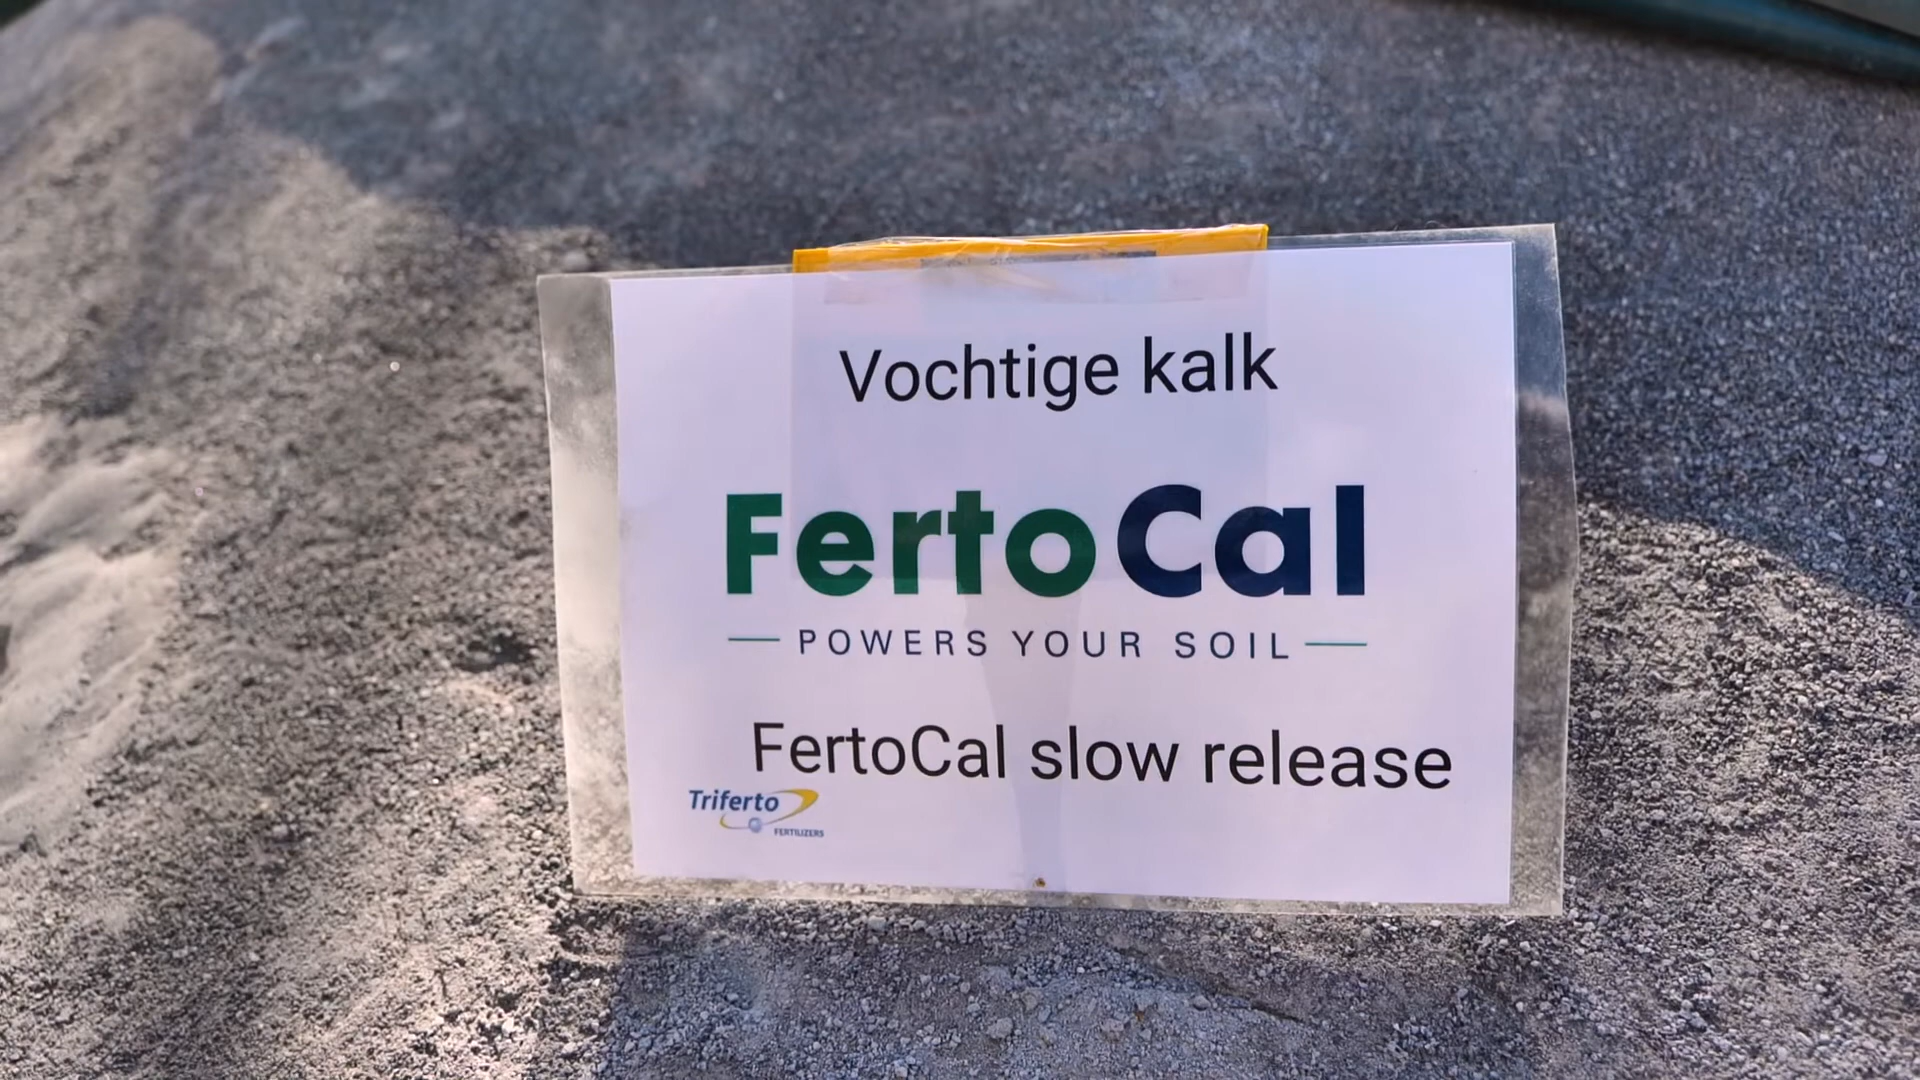 Vochtige kalk
FertoCal
POWERS YOUR SOIL
FertoCal slow release
Triferto
FERTILIZERS